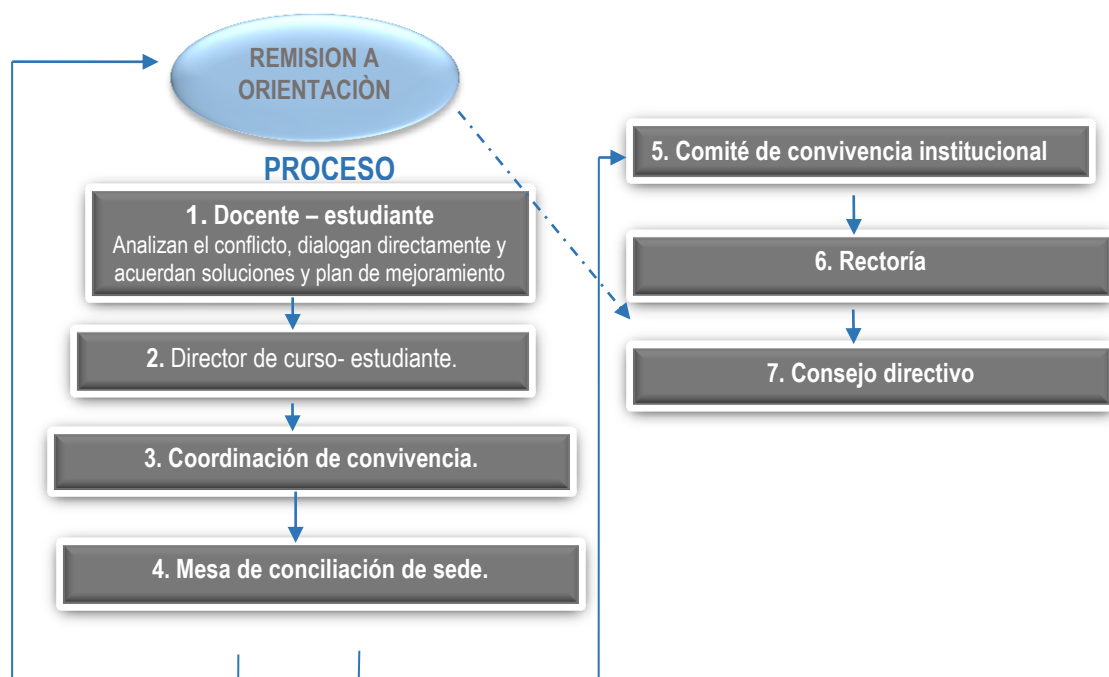 REMISION A
ORIENTACIÒN
PROCESO
1. Docente – estudiante
Analizan el conflicto, dialogan directamente y
acuerdan soluciones y plan de mejoramiento
2. Director de curso- estudiante.
3. Coordinación de convivencia.
4. Mesa de conciliación de sede.
5. Comité de convivencia institucional
6. Rectoría
7. Consejo directivo